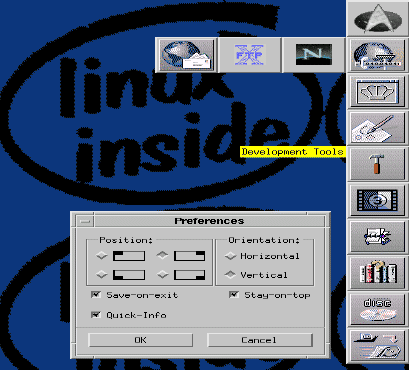 linux
inside
FTP
N
Development Tools
Preferences
Position:
Orientation:
Horizontal
Vertical
Save-on-exit
Stay-on-top
Quick-Info
OK
Cancel
disc